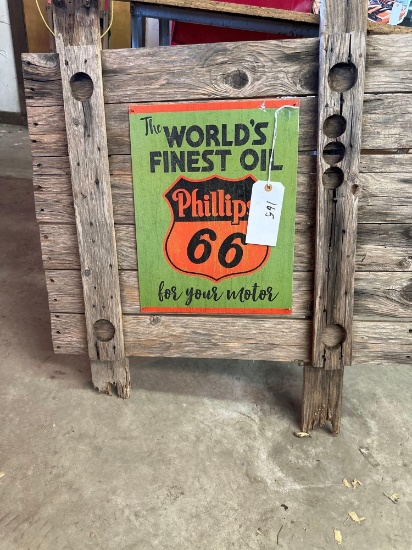 The WORLD'S
FINEST OIL
Phillips
66
for your motor
165